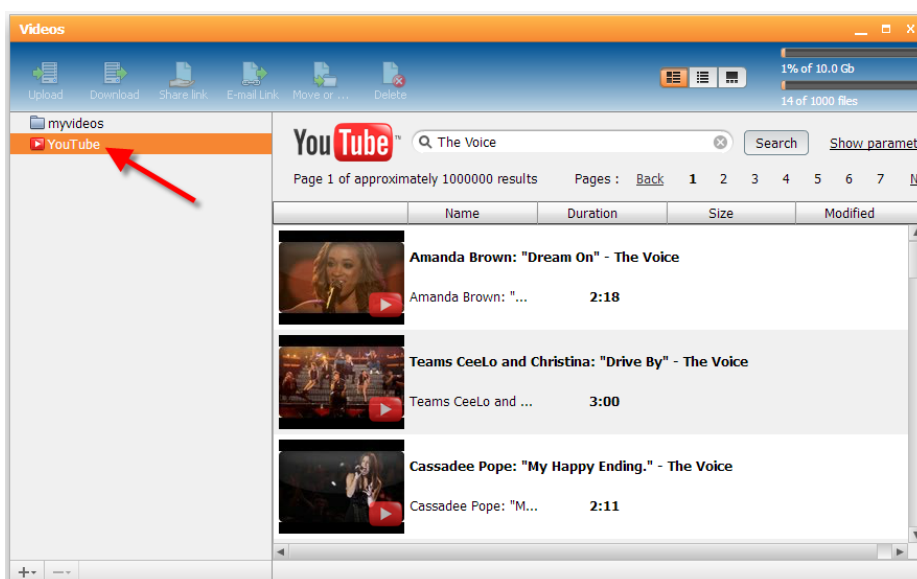 Videos
Upload Download Share link E-mail Link Move or ... Delete
1% of 10.0 Gb
14 of 1000 files
myvideos
YouTube
YouTube™ The Voice Search Show paramet
Page 1 of approximately 1000000 results Pages : Back 1 2 3 4 5 6 7 N
Name Duration Size Modified
Amanda Brown: "Dream On" - The Voice
Amanda Brown: "... 2:18
Teams CeeLo and Christina: "Drive By" - The Voice
Teams CeeLo and ... 3:00
Cassadee Pope: "My Happy Ending." - The Voice
Cassadee Pope: "M... 2:11